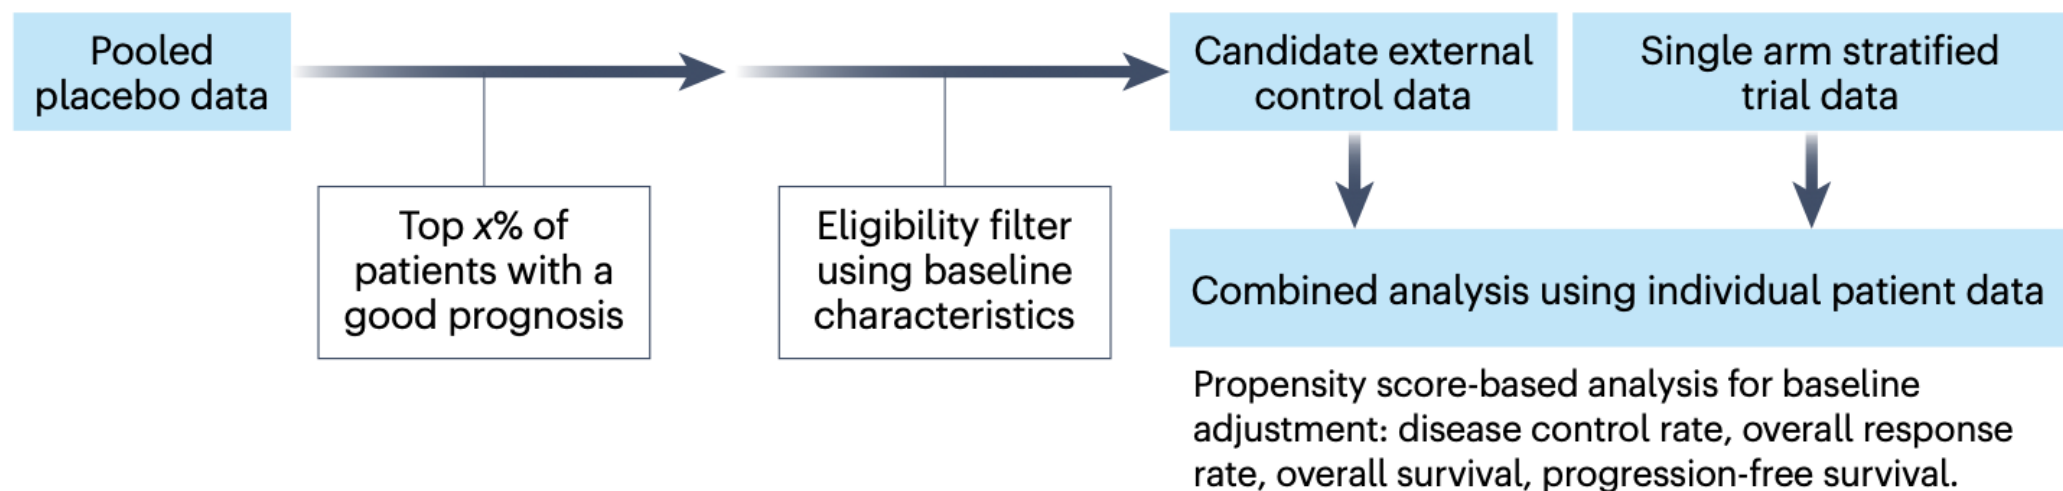 Pooled
placebo data
Top x% of
patients with a
good prognosis
Eligibility filter
using baseline
characteristics
Candidate external
control data
Single arm stratified
trial data
Combined analysis using individual patient data
Propensity score-based analysis for baseline
adjustment: disease control rate, overall response
rate, overall survival, progression-free survival.